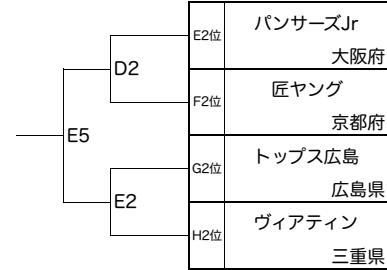 E2位
パンサーズJr
大阪府
D2
F2位
匠ヤング
京都府
E5
G2位
トップス広島
広島県
E2
H2位
ヴィアティン
三重県